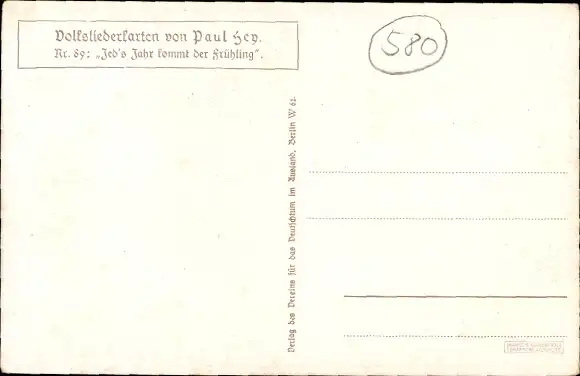 Volksliederkarten von Paul Hey.
Nr. 89: „Jed's Jahr kommt der Frühling".
580
Verlag des Vereins für das Deutschtum im Ausland, Berlin W 62.